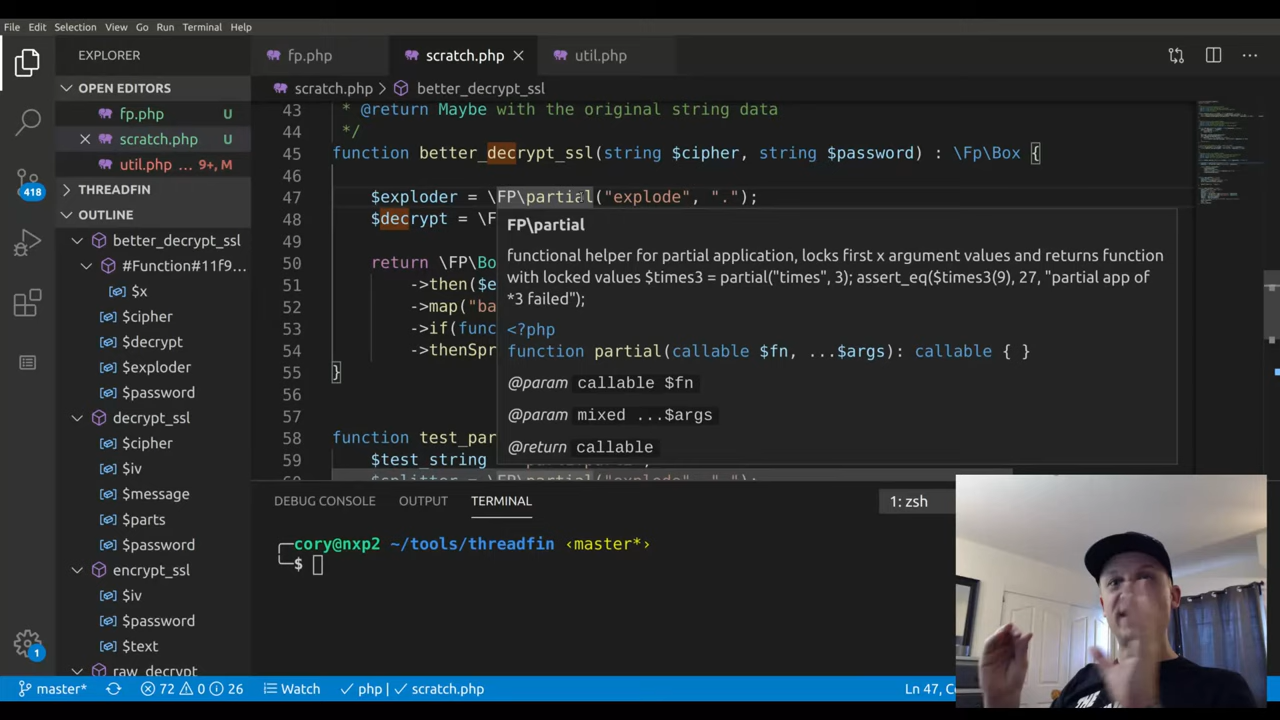 File Edit Selection View Go Run Terminal Help
EXPLORER
fp.php
scratch.php
util.php
OPEN EDITORS
scratch.php
better_decrypt_ssl
fp.php U
scratch.php U
util.php 9+, M
THREADFIN
418
OUTLINE
better_decrypt_ssl
#Function#11f9...
$x
$cipher
$decrypt
$exploder
$password
decrypt_ssl
$cipher
$iv
$message
$parts
$password
encrypt_ssl
$iv
$password
$text
raw_decrypt
1
43 * @return Maybe with the original string data
44 */
45 function better_decrypt_ssl(string $cipher, string $password) : \Fp\Box {
46
47 $exploder = \FP\partial("explode", ".");
48 $decrypt = \F
49
50 return \FP\Bo
51 ->then($e
52 ->map("ba
53 ->if(func
54 ->thenSpr
55 }
56
57
58 function test_par
59 $test_string
FP\partial
functional helper for partial application, locks first x argument values and returns function
with locked values $times3 = partial("times", 3); assert_eq($times3(9), 27, "partial app of
*3 failed");
<?php
function partial(callable $fn, ...$args): callable { }
@param callable $fn
@param mixed ...$args
@return callable
DEBUG CONSOLE OUTPUT TERMINAL
1: zsh
cory@nxp2 ~/tools/threadfin ‹master*›
$
master* 72 0 26 Watch php scratch.php
Ln 47,